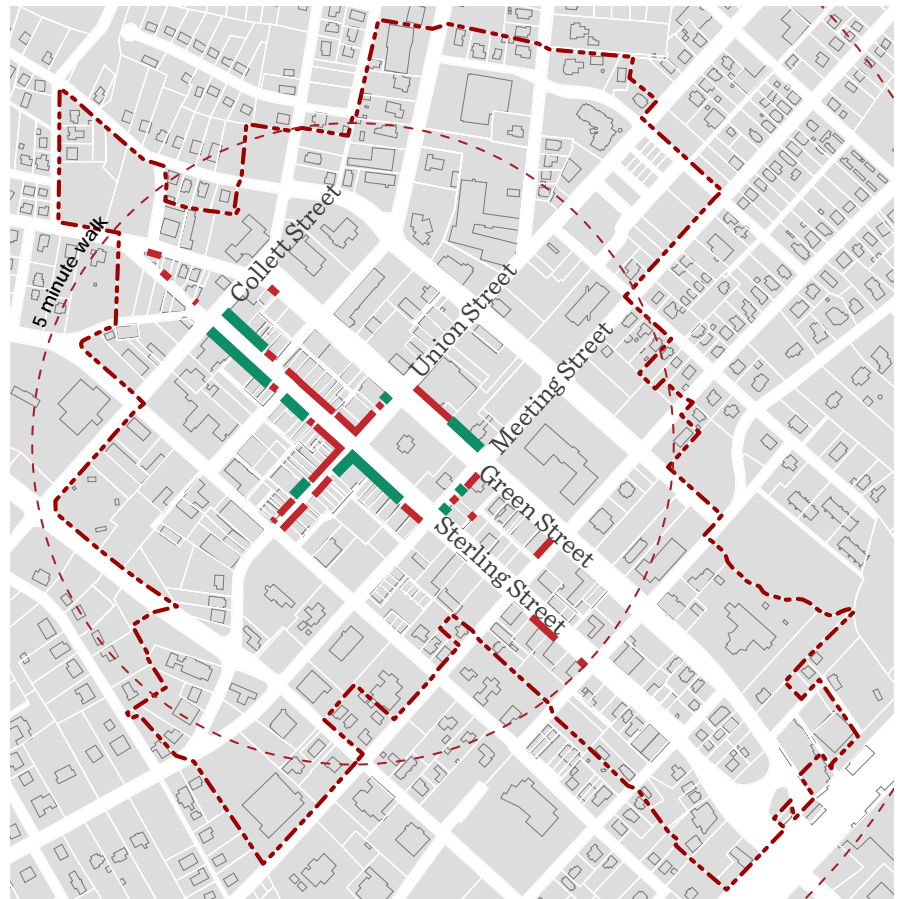 Collett Street
5 minute walk
Union Street
Meeting Street
Green Street
Sterling Street